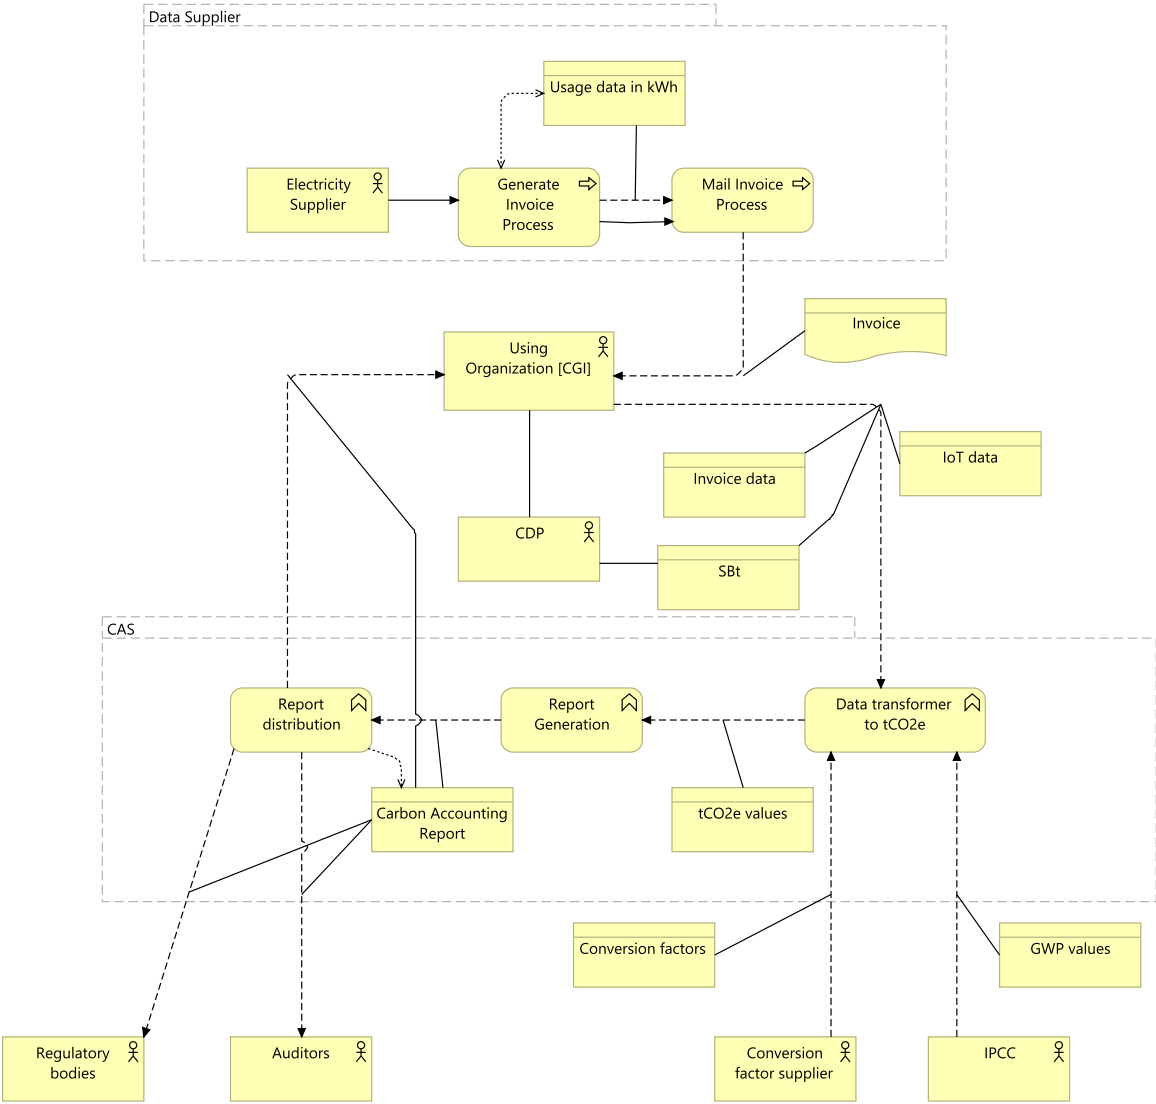 Data Supplier
Usage data in kWh
Electricity
Supplier
Generate
Invoice
Process
Mail Invoice
Process
Invoice
Using
Organization [CGI]
IoT data
Invoice data
CDP
SBt
CAS
Report
distribution
Report
Generation
Data transformer
to tCO2e
Carbon Accounting
Report
tCO2e values
Conversion factors
GWP values
Regulatory
bodies
Auditors
Conversion
factor supplier
IPCC